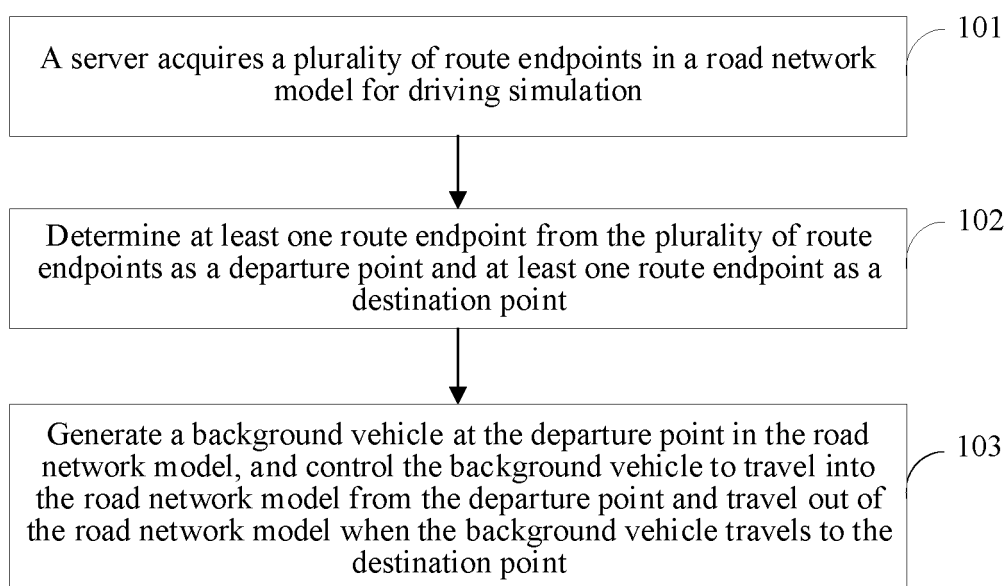 101
A server acquires a plurality of route endpoints in a road network
model for driving simulation
102
Determine at least one route endpoint from the plurality of route
endpoints as a departure point and at least one route endpoint as a
destination point
103
Generate a background vehicle at the departure point in the road
network model, and control the background vehicle to travel into
the road network model from the departure point and travel out of
the road network model when the background vehicle travels to the
destination point